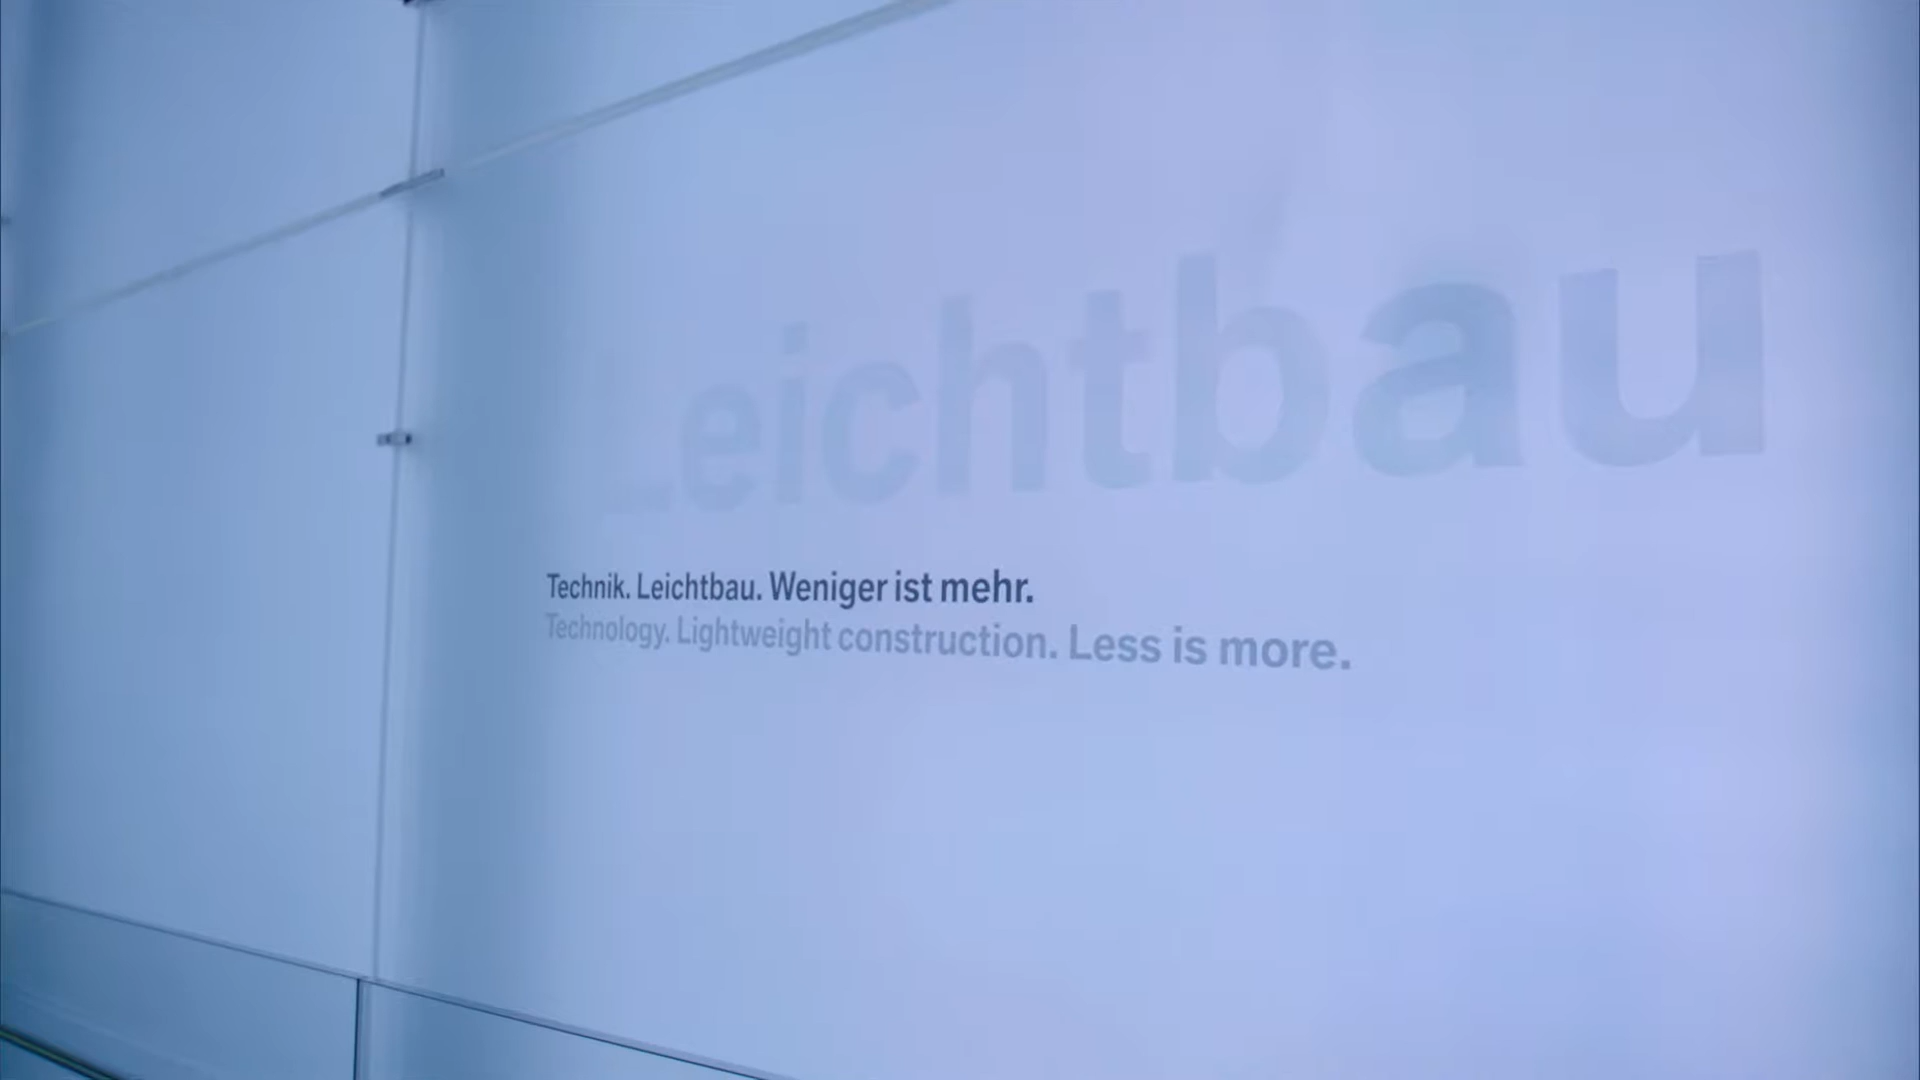 Leichtbau
Technik. Leichtbau. Weniger ist mehr.
Technology. Lightweight construction. Less is more.